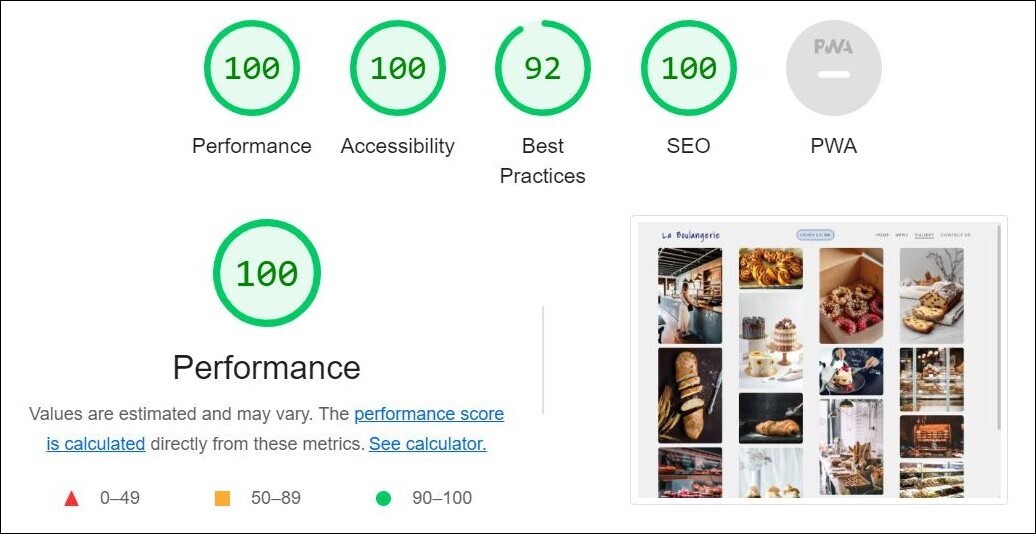 100
100
92
100
PWA
Performance
Accessibility
Best
Practices
SEO
PWA
100
Performance
Values are estimated and may vary. The performance score
is calculated directly from these metrics. See calculator.
0–49
50–89
90–100
La Boulangerie
HOME MENU GALLERY CONTACT US